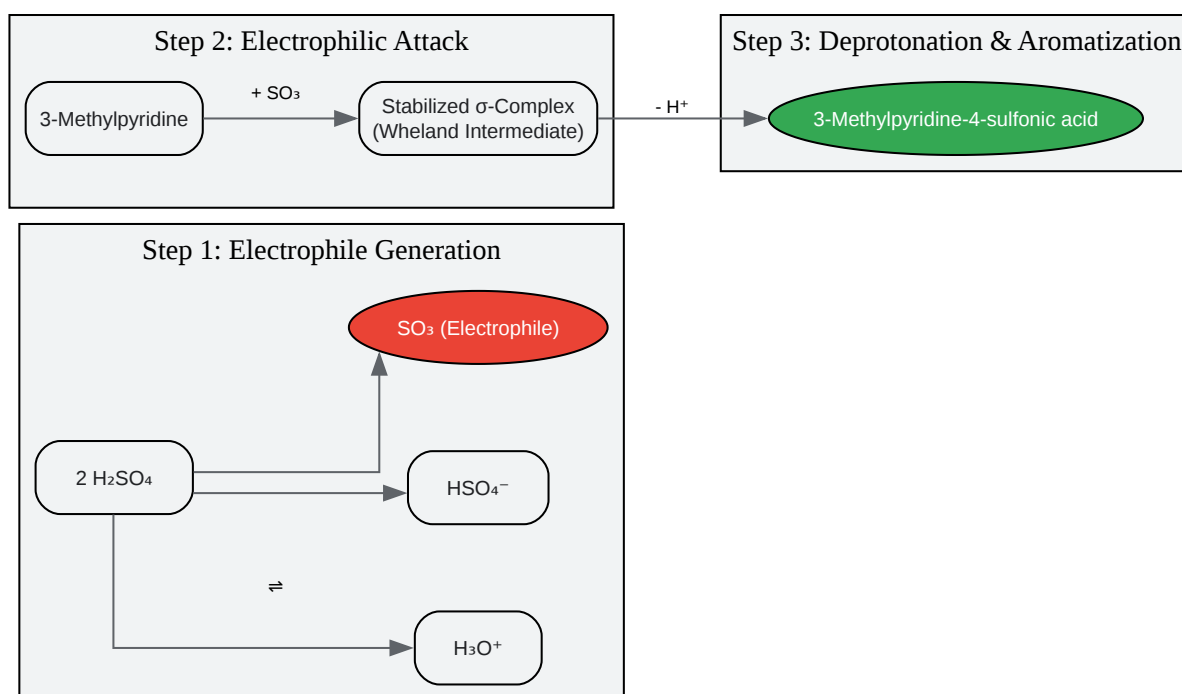 Step 2: Electrophilic Attack
3-Methylpyridine
+ SO₃
Stabilized σ-Complex
(Wheland Intermediate)
- H⁺
Step 3: Deprotonation & Aromatization
3-Methylpyridine-4-sulfonic acid
Step 1: Electrophile Generation
SO₃ (Electrophile)
2 H₂SO₄
HSO₄⁻
⇌
H₃O⁺